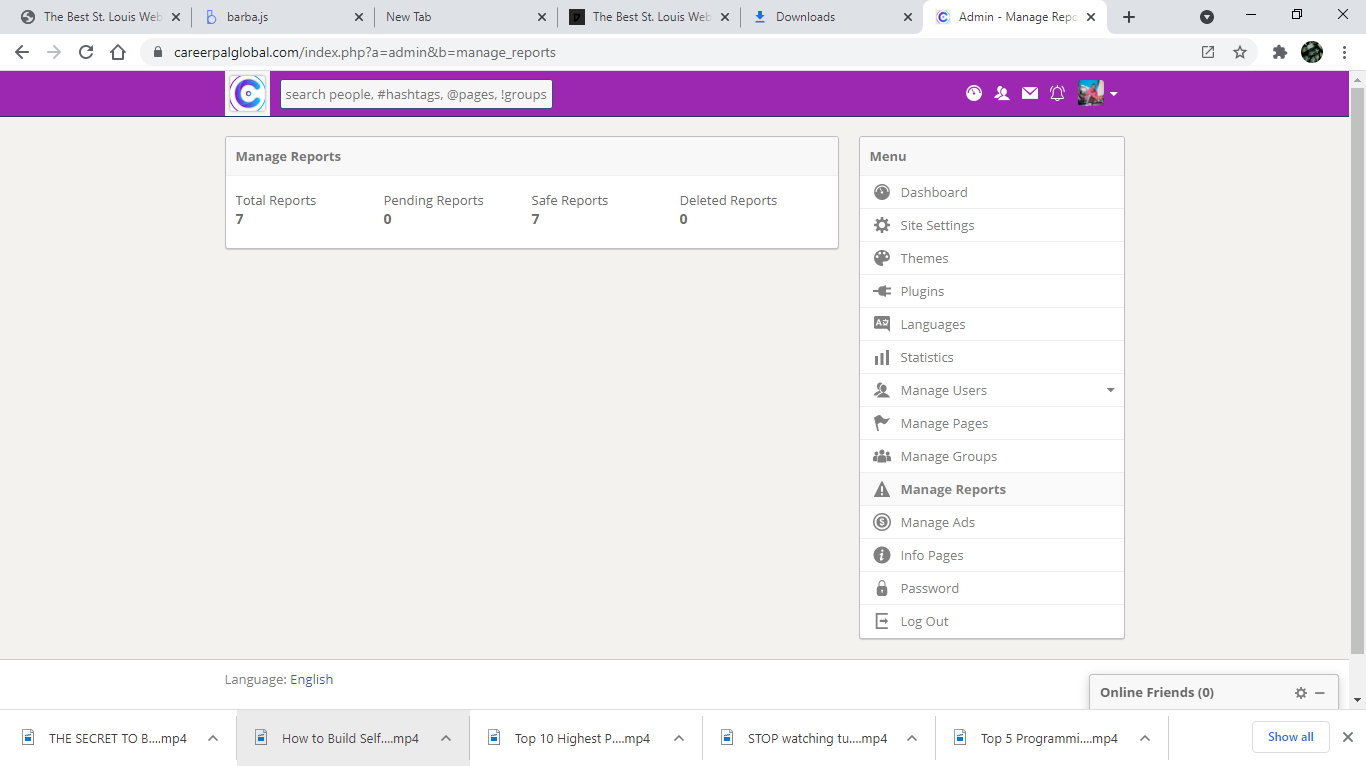 The Best St. Louis Web
barba.js
New Tab
The Best St. Louis Web
Downloads
Admin - Manage Repo
careerpalglobal.com/index.php?a=admin&b=manage_reports
search people, #hashtags, @pages, !groups
Manage Reports
Total Reports
7
Pending Reports
0
Safe Reports
7
Deleted Reports
0
Menu
Dashboard
Site Settings
Themes
Plugins
Languages
Statistics
Manage Users
Manage Pages
Manage Groups
Manage Reports
Manage Ads
Info Pages
Password
Log Out
Language: English
Online Friends (0)
THE SECRET TO B....mp4
How to Build Self....mp4
Top 10 Highest P....mp4
STOP watching tu....mp4
Top 5 Programmi....mp4
Show all